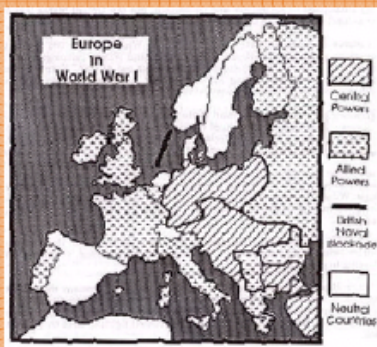 Europe
in
World War I
Central
Powers
Allied
Powers
British
Naval
Blockade
Neutral
Countries